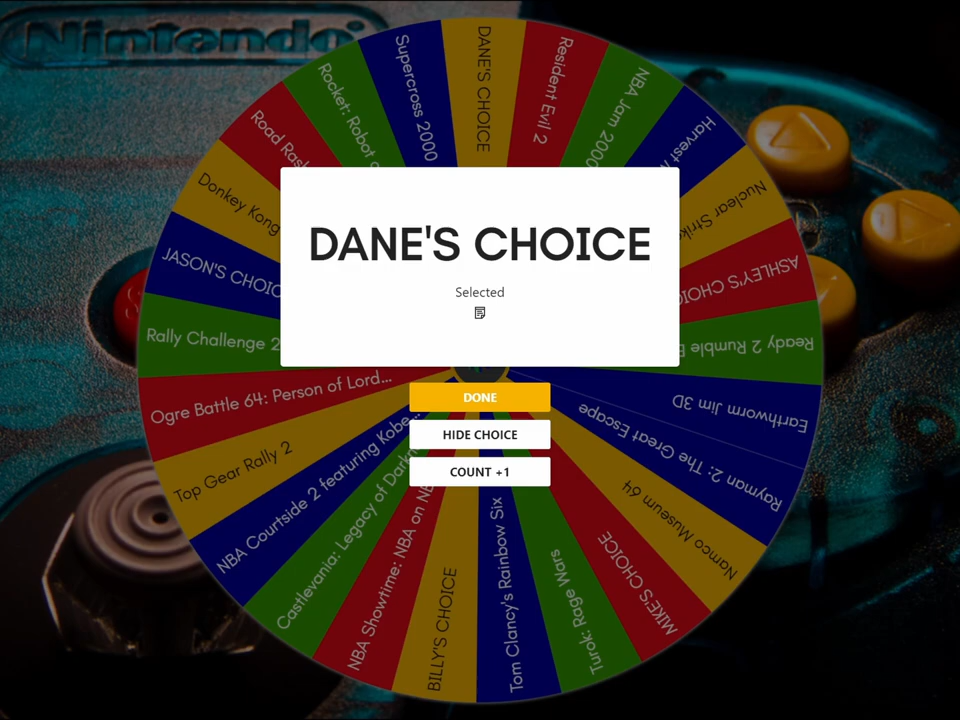 Nintendo
DANE'S CHOICE
Resident Evil 2
NBA Jam 2000
Harvest
Nuclear Strike
ASHLEY'S CHOICE
Ready 2 Rumble
Earthworm Jim 3D
Rayman 2: The Great Escape
Namco Museum 64
MIKE'S CHOICE
Turok: Rage Wars
Tom Clancy's Rainbow Six
BILLY'S CHOICE
NBA Showtime: NBA on
Castlevania: Legacy of
NBA Courtside 2 featuring Kobe...
Top Gear Rally 2
Ogre Battle 64: Person of Lord...
Rally Challenge 2
JASON'S CHOIC
Donkey Kong
Road Ras
Rocket: Robot
Supercross 2000
DANE'S CHOICE
Selected
DONE
HIDE CHOICE
COUNT +1